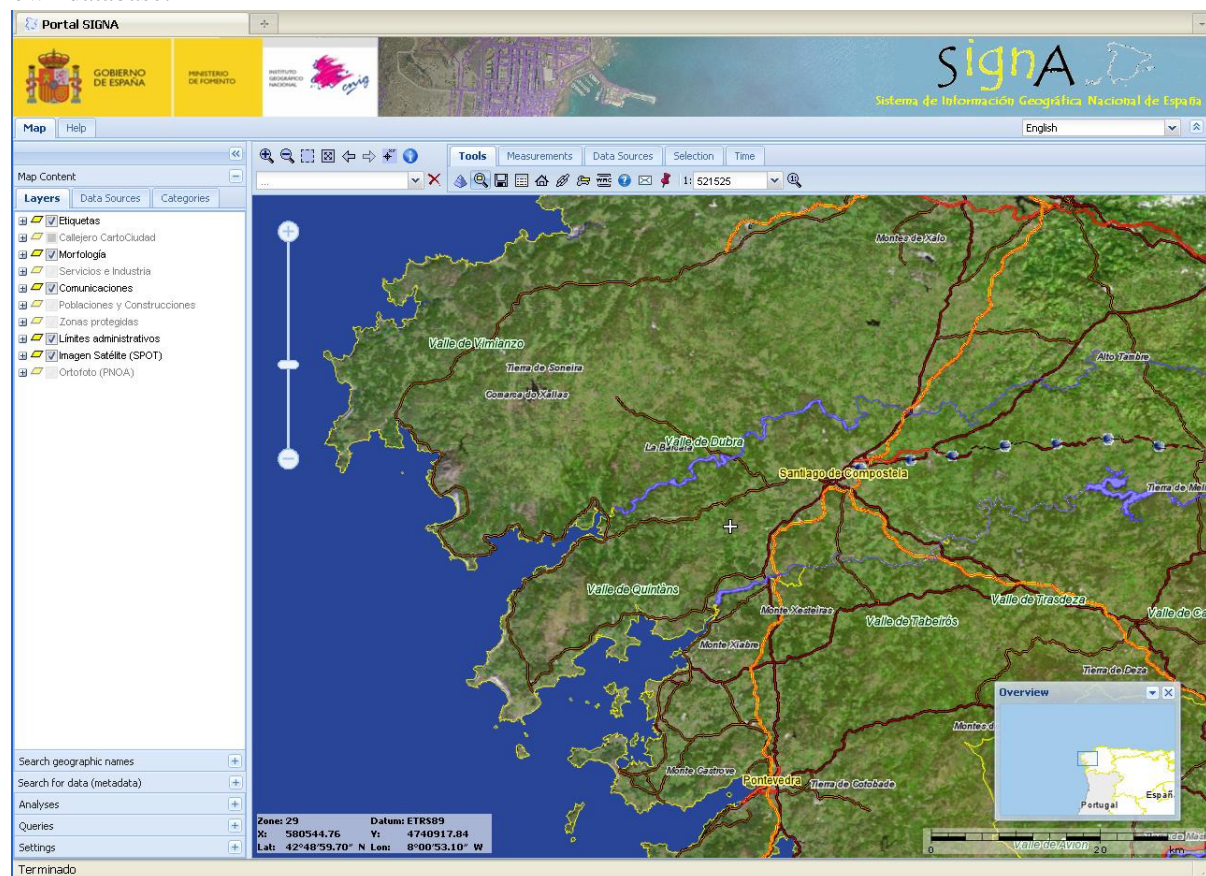 Portal SIGNA
GOBIERNO
DE ESPAÑA
MINISTERIO
DE FOMENTO
INSTITUTO
GEOGRÁFICO
NACIONAL
cnig
SignA
Sistema de Información Geográfica Nacional de España
Map Help
English
Tools Measurements Data Sources Selection Time
Map Content
...
WMC
1: 521525
Layers Data Sources Categories
Etiquetas
Callejero CartoCiudad
Morfología
Servicios e Industria
Comunicaciones
Poblaciones y Construcciones
Zonas protegidas
Límites administrativos
Imagen Satélite (SPOT)
Ortofoto (PNOA)
Montes de Xalo
Valle de Vimianzo
Tierra de Soneira
Alto Tambre
Comarca do Xallas
Valle de Dubra
Santiago de Compostela
Valle de Quintáns
Monte Xesteiras
Valle de Trasdeza
Valle de Tabeirós
Monte Xiabre
Tierra de Deza
Monte Castrove
Pontevedra
Overview
Portugal
Españ
Search geographic names
Search for data (metadata)
Analyses
Queries
Settings
Zone: 29 Datum: ETRS89
X: 580544.76 Y: 4740917.84
Lat: 42°48'59.70" N Lon: 8°00'53.10" W
Valle de Avion
0 20 km
Terminado